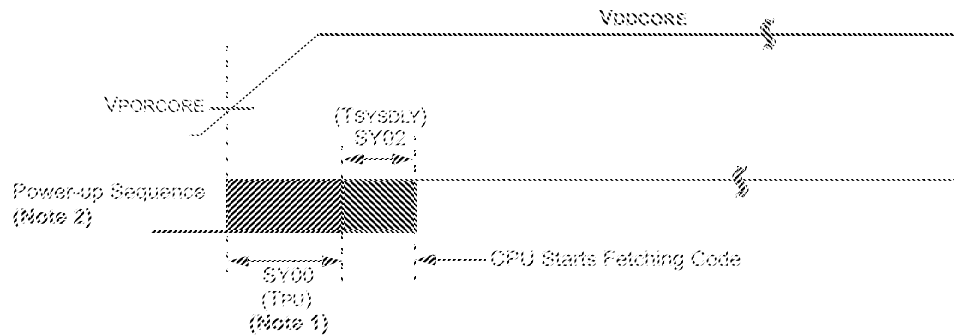 VDDCORE
VPORCORE
(TSYSDLY)
SY02
Power-up Sequence
(Note 2)
CPU Starts Fetching Code
SY00
(TPU)
(Note 1)